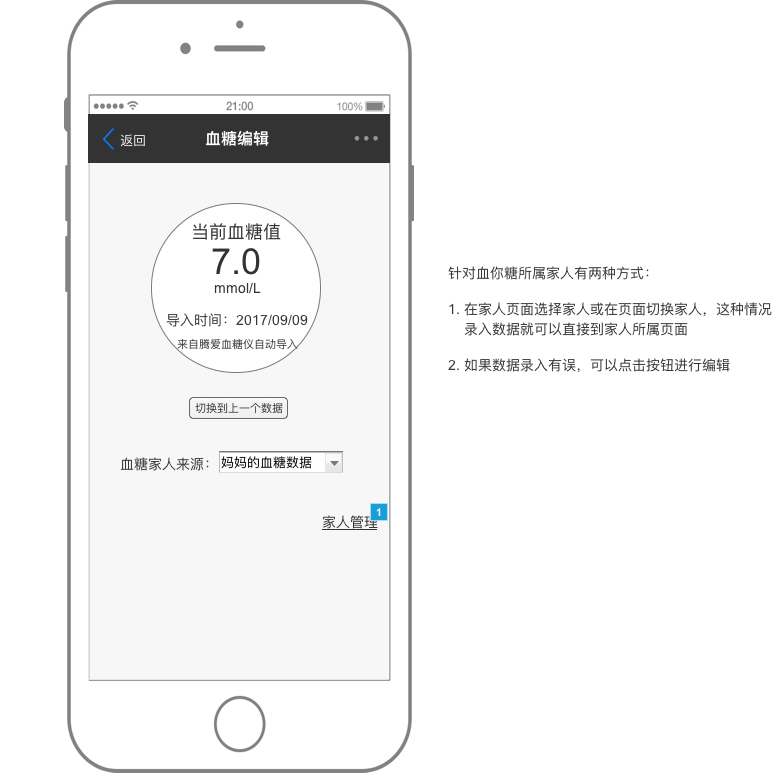 21:00
100%
返回
血糖编辑
当前血糖值
7.0
mmol/L
导入时间：2017/09/09
来自腾爱血糖仪自动导入
切换到上一个数据
血糖家人来源：
妈妈的血糖数据
家人管理
1
针对血你糖所属家人有两种方式：
1. 在家人页面选择家人或在页面切换家人，这种情况
录入数据就可以直接到家人所属页面
2. 如果数据录入有误，可以点击按钮进行编辑